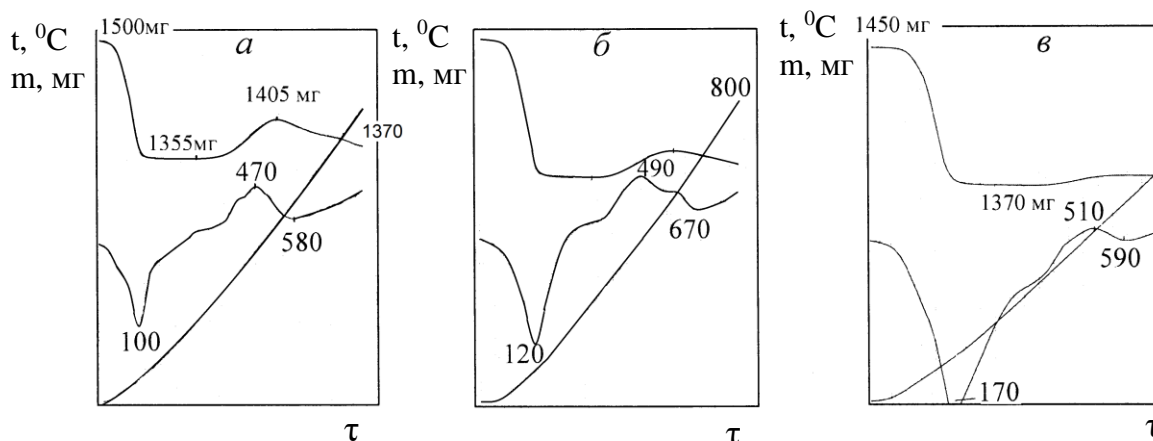 t, ⁰C
m, мг
1500мг
а
1355мг
1405 мг
1370
470
580
100
τ
t, ⁰C
m, мг
б
800
490
670
120
τ
t, ⁰C
m, мг
1450 мг
в
1370 мг
510
590
170
τ